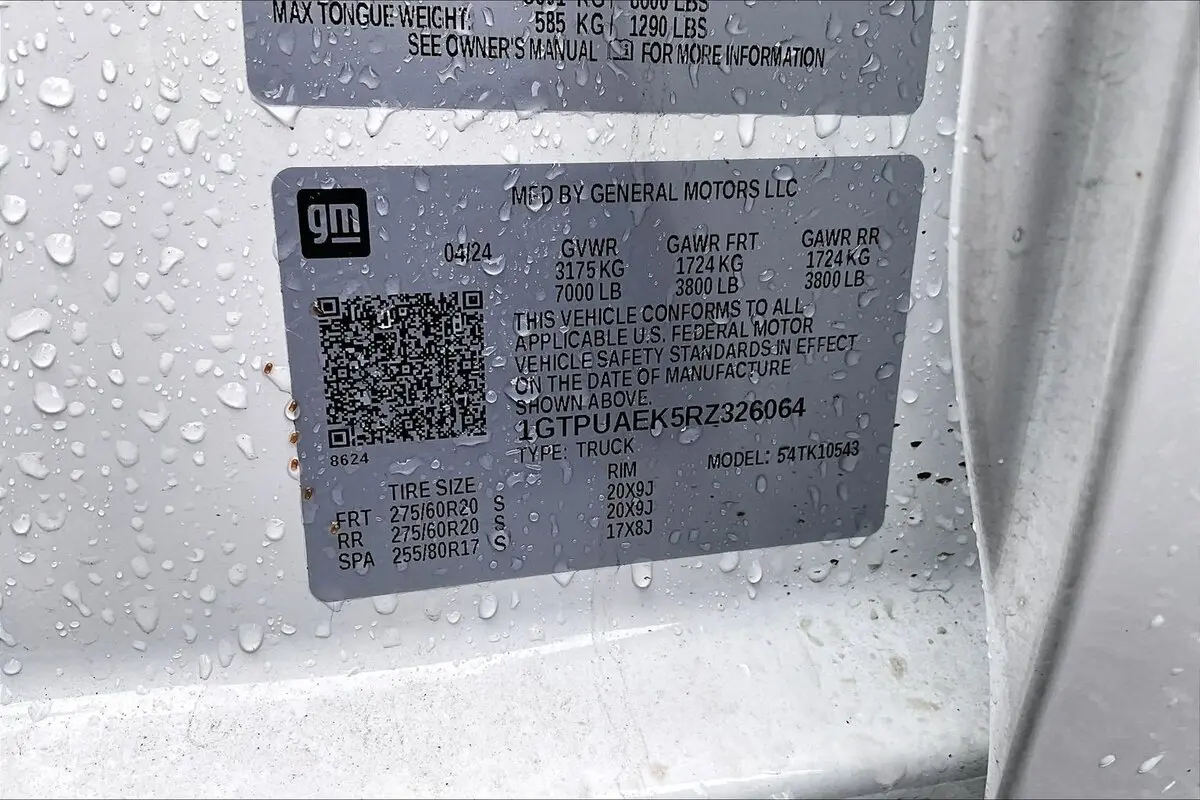 KG 8000 LBS
MAX TONGUE WEIGHT: 585 KG 1290 LBS
SEE OWNER'S MANUAL FOR MORE INFORMATION
gm
MFD BY GENERAL MOTORS LLC
04/24
GVWR GAWR FRT GAWR RR
3175 KG 1724 KG 1724 KG
7000 LB 3800 LB 3800 LB
THIS VEHICLE CONFORMS TO ALL
APPLICABLE U.S. FEDERAL MOTOR
VEHICLE SAFETY STANDARDS IN EFFECT
ON THE DATE OF MANUFACTURE
SHOWN ABOVE.
1GTPUAEK5RZ326064
TYPE: TRUCK MODEL: 54TK10543
8624
TIRE SIZE RIM
FRT 275/60R20 S 20X9J
RR 275/60R20 S 20X9J
SPA 255/80R17 S 17X8J